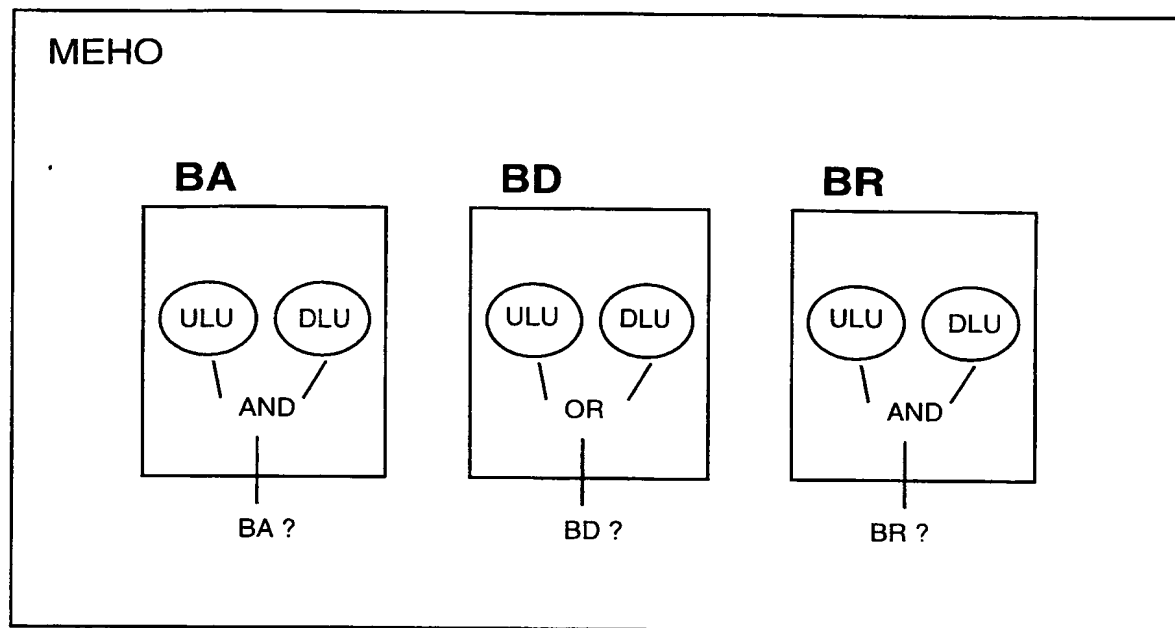 MEHO
BA BD BR
ULU DLU ULU DLU ULU DLU
AND OR AND
BA ? BD ? BR ?